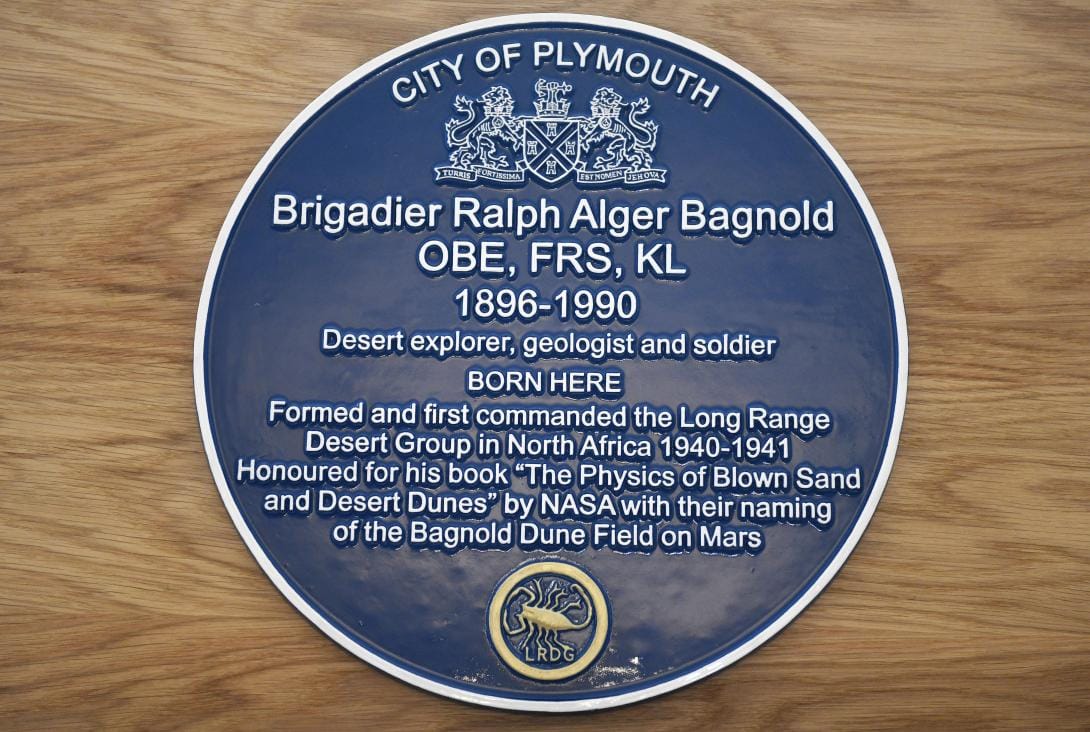 CITY OF PLYMOUTH
TURRIS FORTISSIMA EST NOMEN JEHOVA
Brigadier Ralph Alger Bagnold
OBE, FRS, KL
1896-1990
Desert explorer, geologist and soldier
BORN HERE
Formed and first commanded the Long Range
Desert Group in North Africa 1940-1941
Honoured for his book “The Physics of Blown Sand
and Desert Dunes” by NASA with their naming
of the Bagnold Dune Field on Mars
LRDG